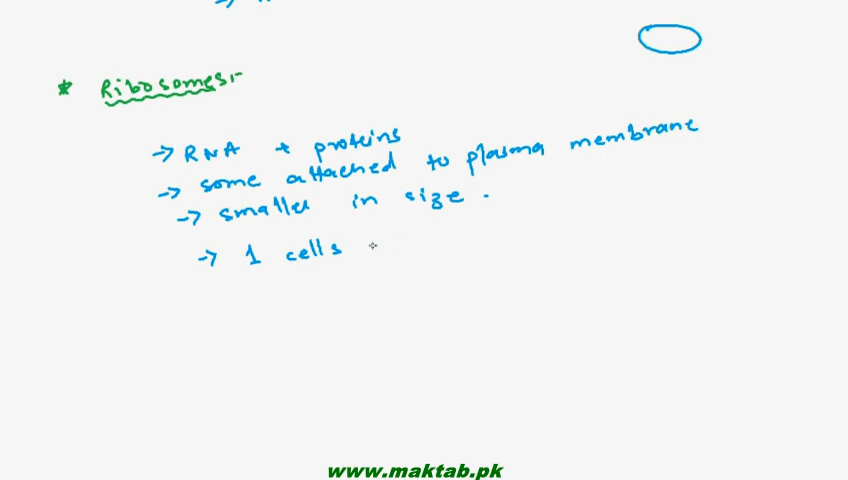 * Ribosomes:-
→ RNA + proteins
→ some attached to plasma membrane
→ smaller in size.
→ 1 cells
www.maktab.pk